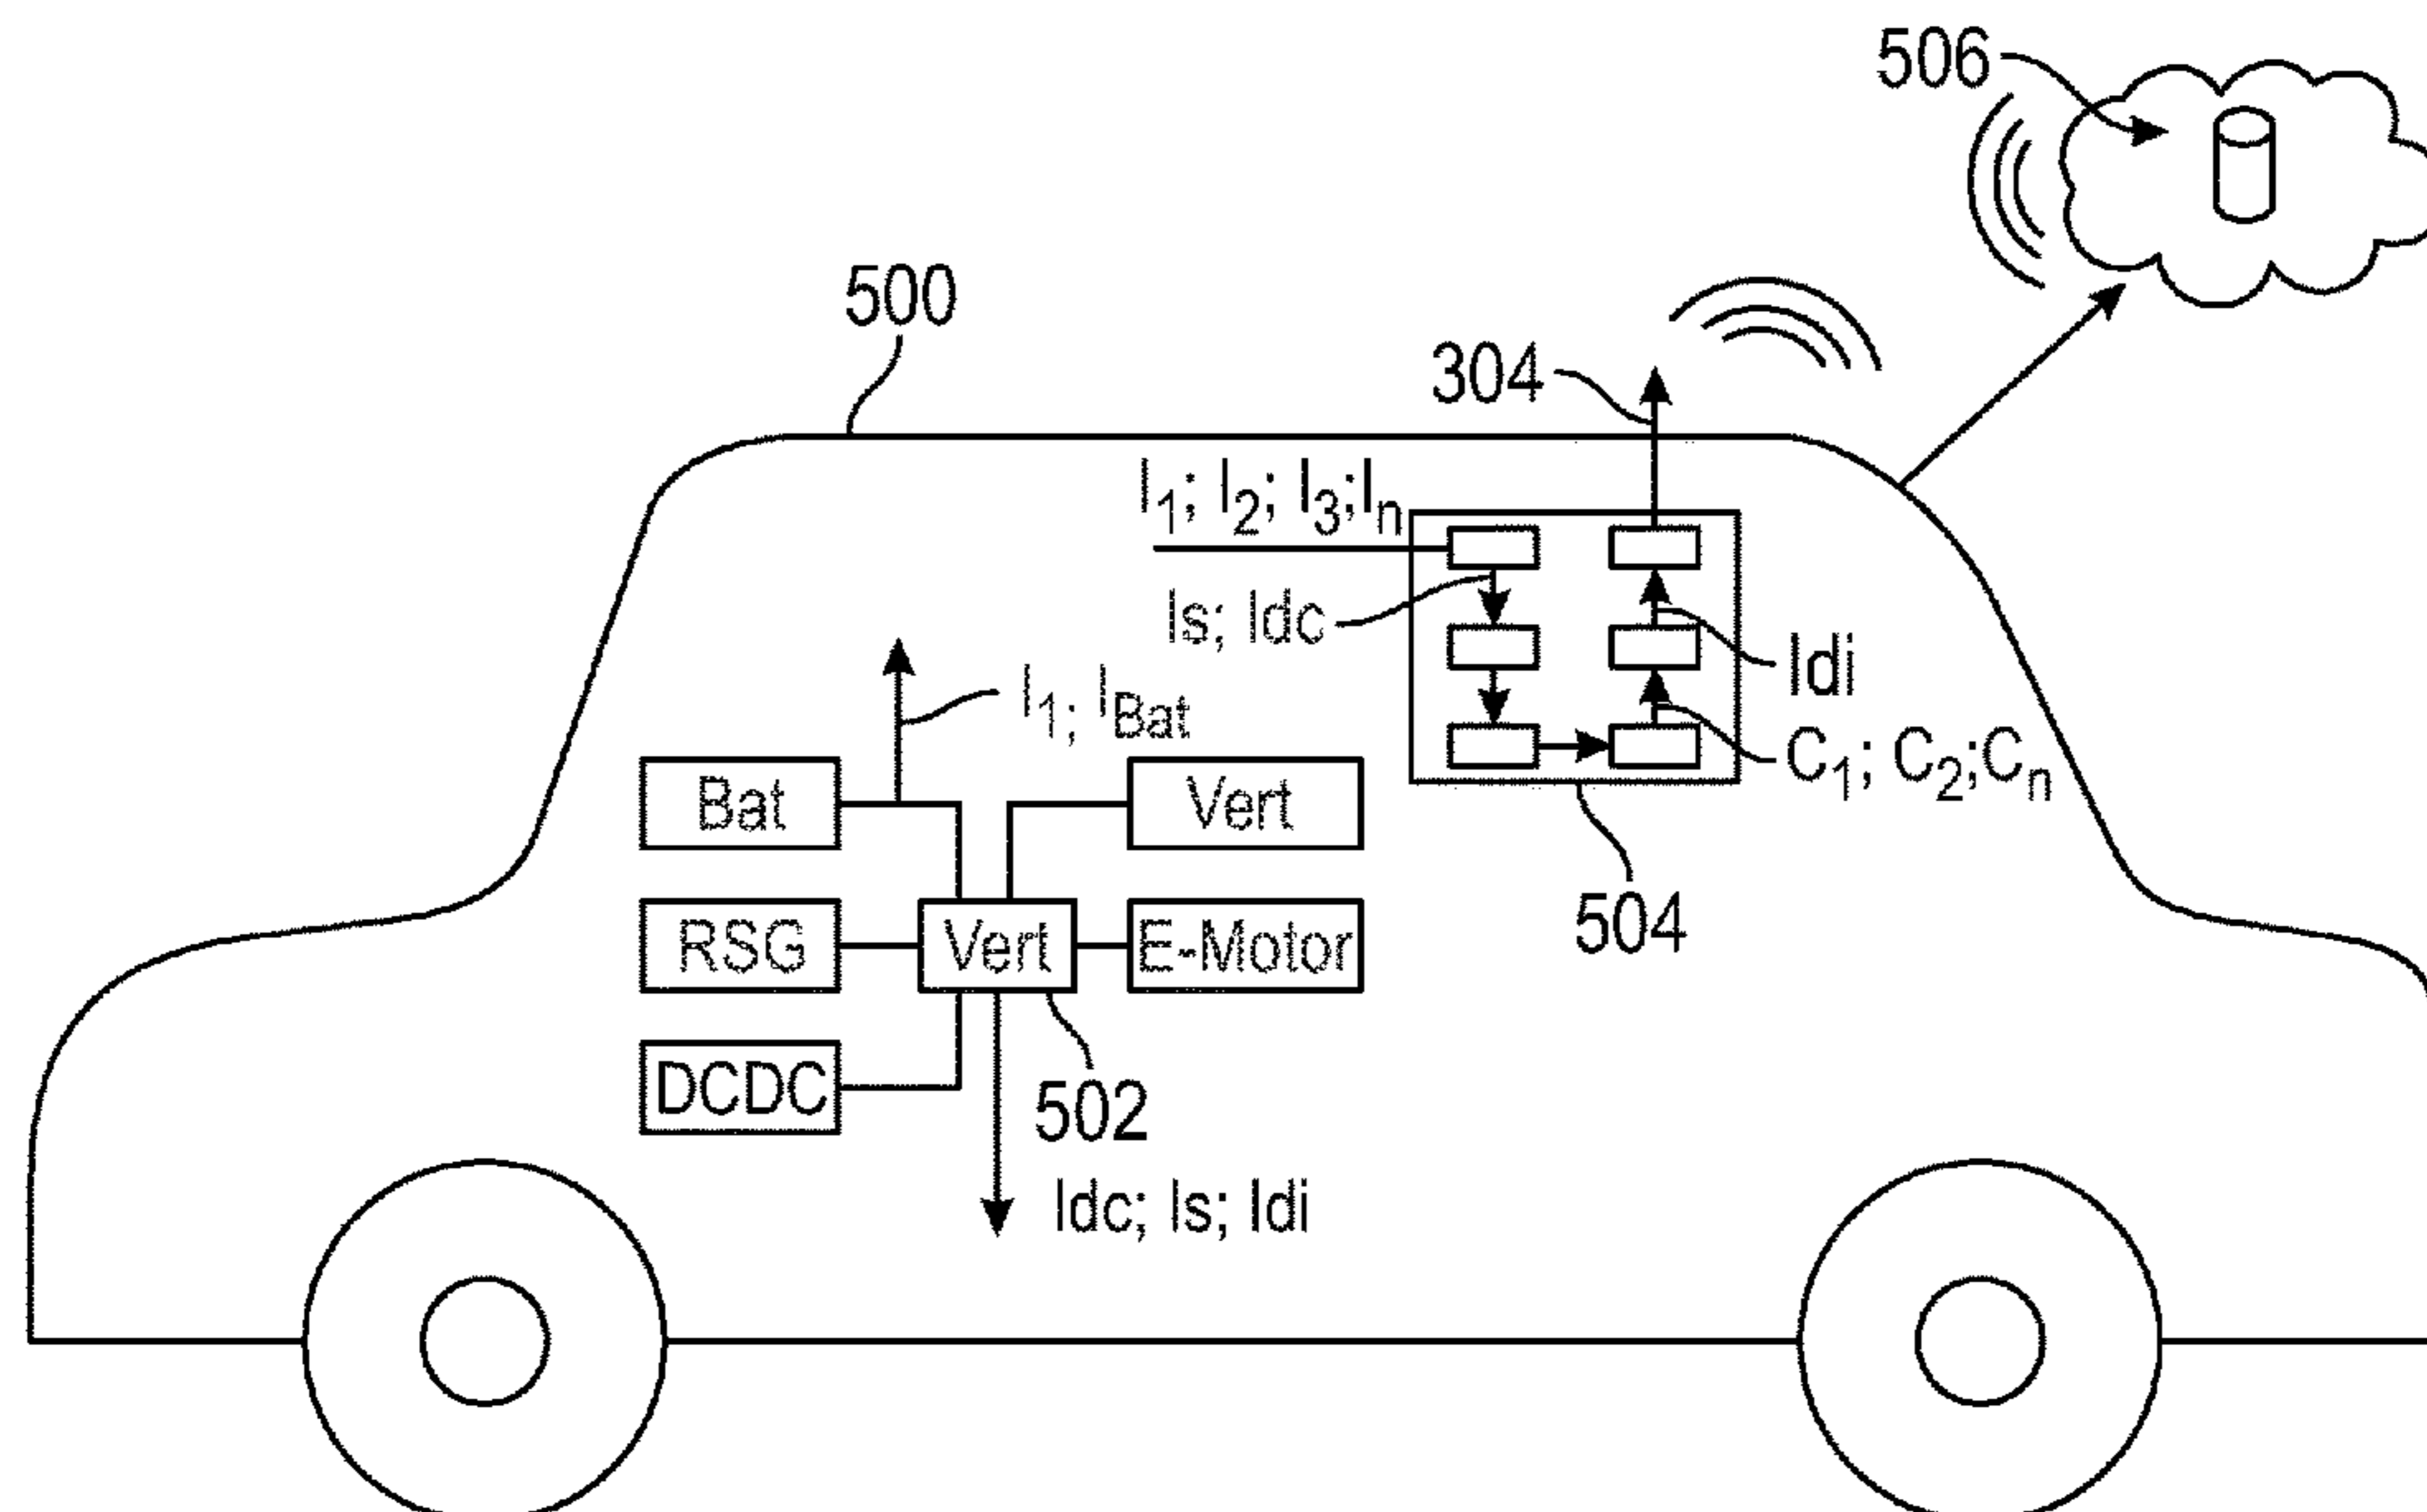 506
500
304
I1; I2; I3;In
Is; Idc
Idi
I1; IBat
C1; C2;Cn
Bat
Vert
504
RSG
Vert
E-Motor
DCDC
502
Idc; Is; Idi